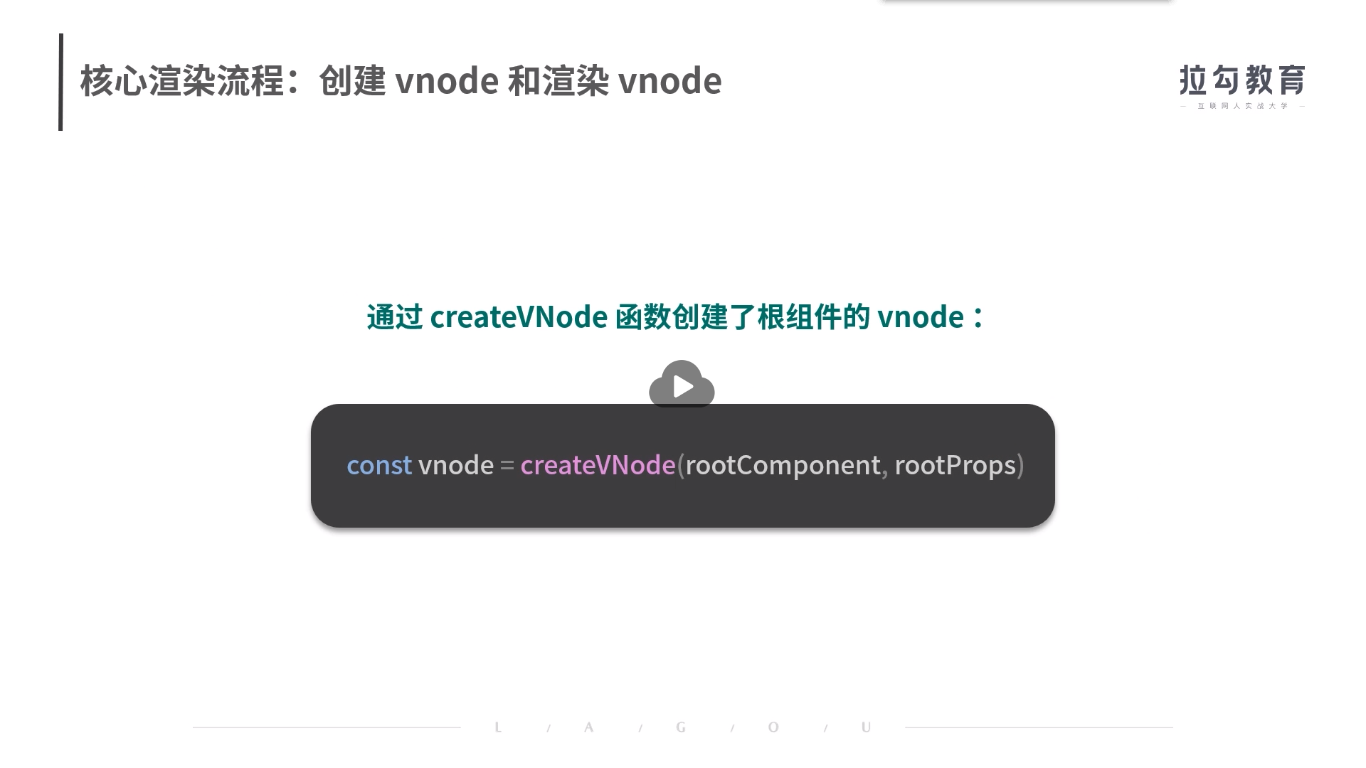 核心渲染流程：创建 vnode 和渲染 vnode
拉勾教育
— 互联网人实战大学 —
通过 createVNode 函数创建了根组件的 vnode：
const vnode = createVNode(rootComponent, rootProps)
L / A / G / O / U